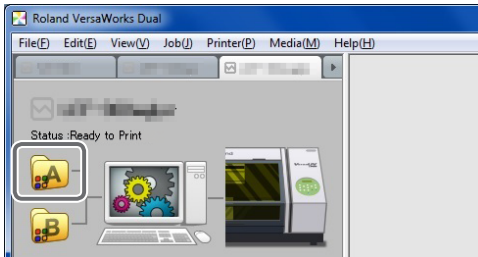 Roland VersaWorks Dual
File(F) Edit(E) View(V) Job(J) Printer(P) Media(M) Help(H)
Status :Ready to Print
A
B